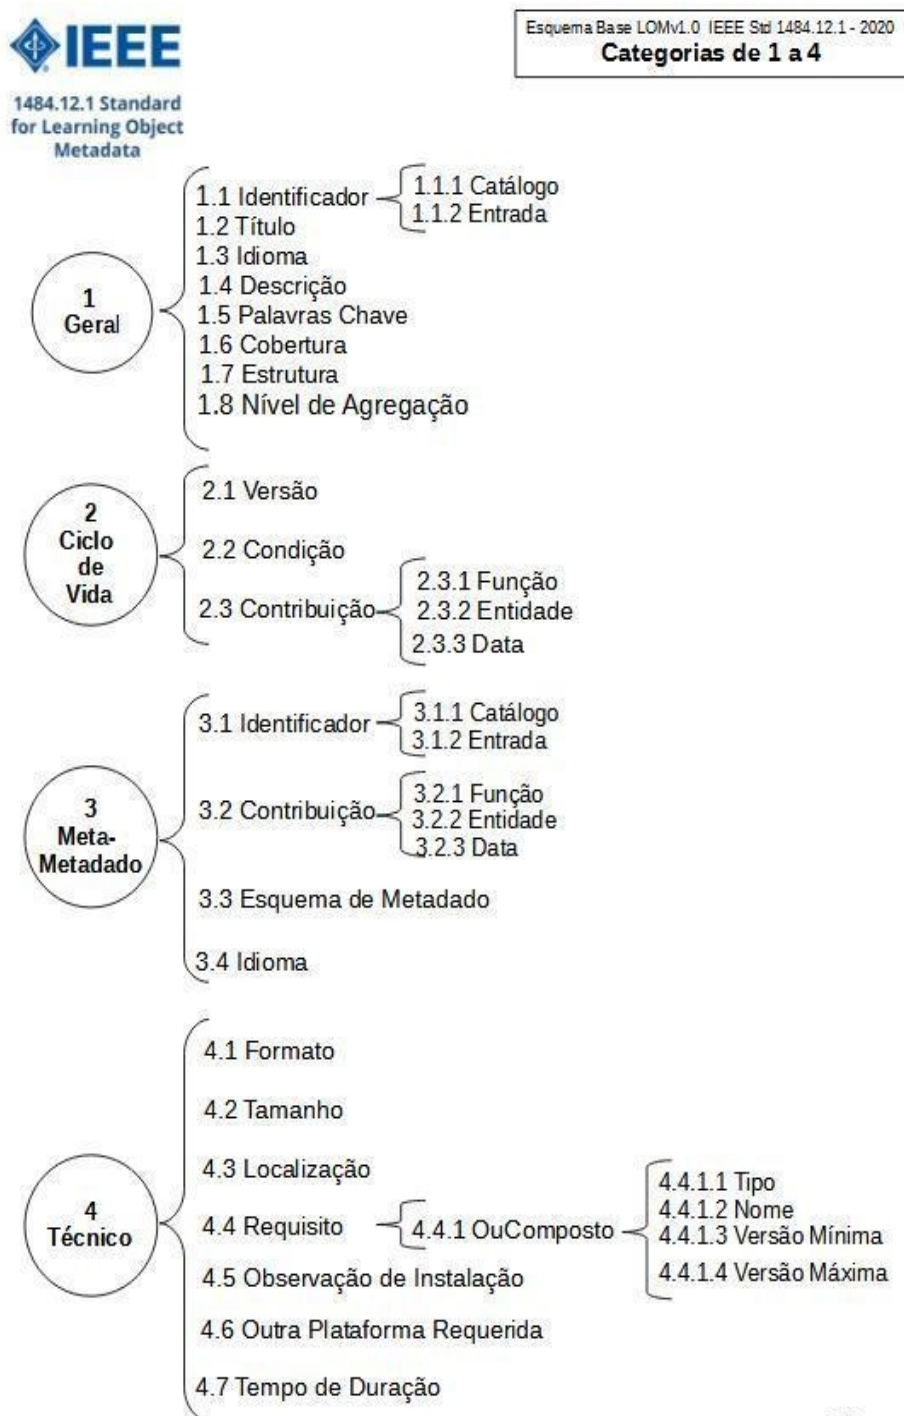 IEEE
1484.12.1 Standard
for Learning Object
Metadata
Esquema Base LOMv1.0 IEEE Std 1484.12.1 - 2020
Categorias de 1 a 4
1
Geral
1.1 Identificador
1.1.1 Catálogo
1.1.2 Entrada
1.2 Título
1.3 Idioma
1.4 Descrição
1.5 Palavras Chave
1.6 Cobertura
1.7 Estrutura
1.8 Nível de Agregação
2
Ciclo
de
Vida
2.1 Versão
2.2 Condição
2.3 Contribuição
2.3.1 Função
2.3.2 Entidade
2.3.3 Data
3
Meta-
Metadado
3.1 Identificador
3.1.1 Catálogo
3.1.2 Entrada
3.2 Contribuição
3.2.1 Função
3.2.2 Entidade
3.2.3 Data
3.3 Esquema de Metadado
3.4 Idioma
4
Técnico
4.1 Formato
4.2 Tamanho
4.3 Localização
4.4 Requisito
4.4.1 OuComposto
4.4.1.1 Tipo
4.4.1.2 Nome
4.4.1.3 Versão Mínima
4.4.1.4 Versão Máxima
4.5 Observação de Instalação
4.6 Outra Plataforma Requerida
4.7 Tempo de Duração